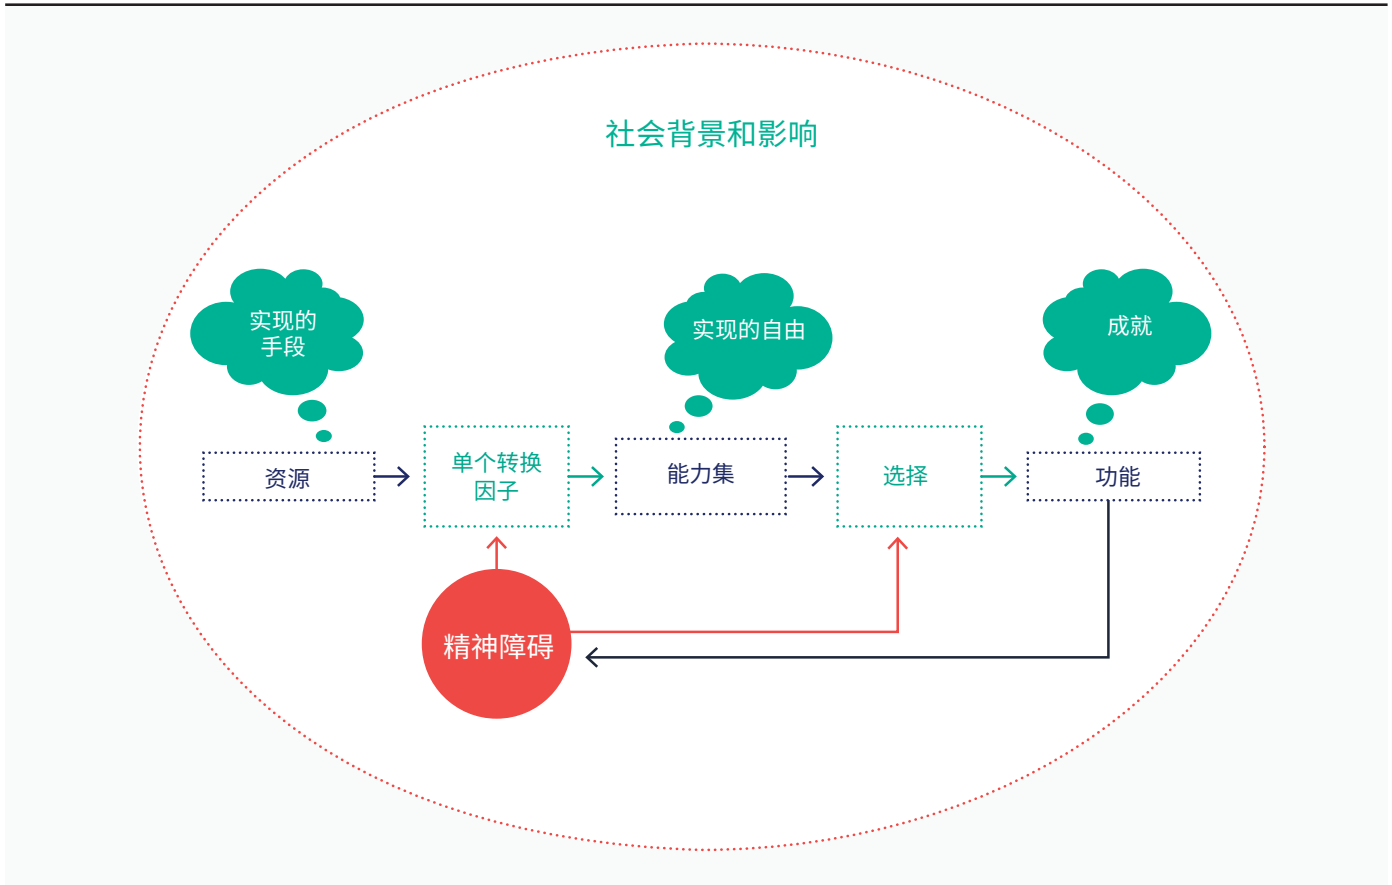 社会背景和影响
实现的
手段
实现的自由
成就
资源
单个转换
因子
能力集
选择
功能
精神障碍